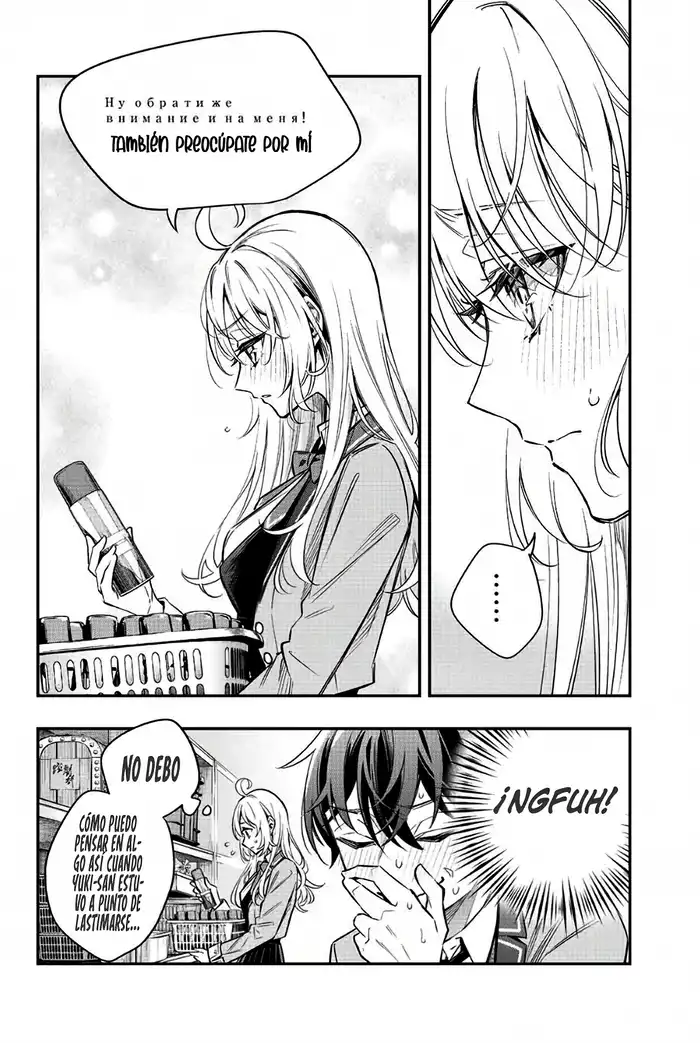 ........
Ну обрати же
внимание и на меня!
También preocúpate por mí
¡NGFUH!
NO DEBO
CÓMO PUEDO
PENSAR EN AL-
GO ASÍ CUANDO
YUKI-SAN ESTU-
VO A PUNTO DE
LASTIMARSE...